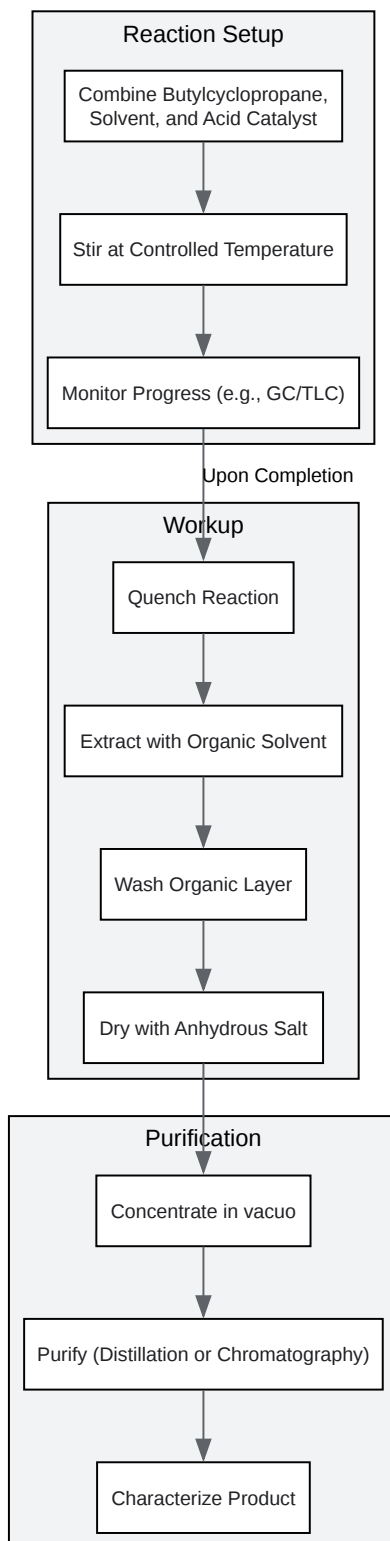 Reaction Setup
Combine Butylcyclopropane,
Solvent, and Acid Catalyst
Stir at Controlled Temperature
Monitor Progress (e.g., GC/TLC)
Upon Completion
Workup
Quench Reaction
Extract with Organic Solvent
Wash Organic Layer
Dry with Anhydrous Salt
Purification
Concentrate in vacuo
Purify (Distillation or Chromatography)
Characterize Product